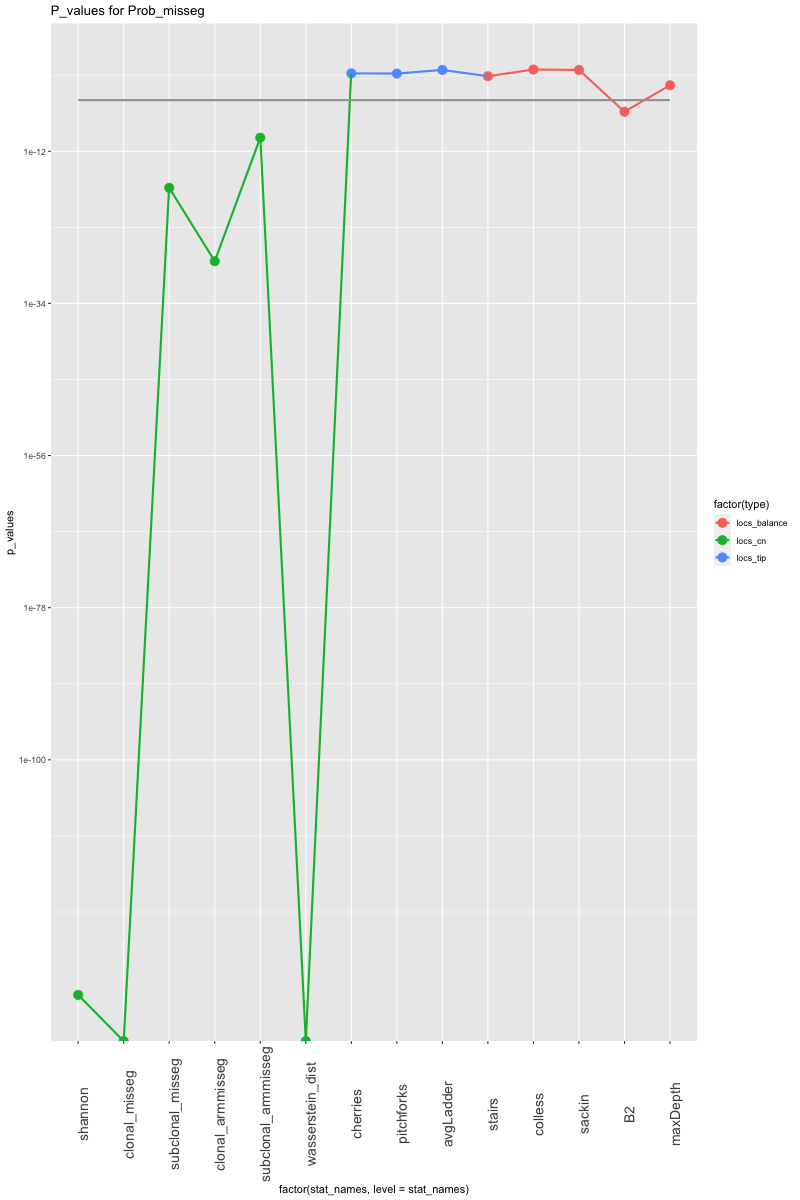 P_values for Prob_misseg
1e-12
1e-34
1e-56
1e-78
1e-100
p_values
shannon
clonal_misseg
subclonal_misseg
clonal_armmisseg
subclonal_armmisseg
wasserstein_dist
cherries
pitchforks
avgLadder
stairs
colless
sackin
B2
maxDepth
factor(stat_names, level = stat_names)
factor(type)
locs_balance
locs_cn
locs_tip